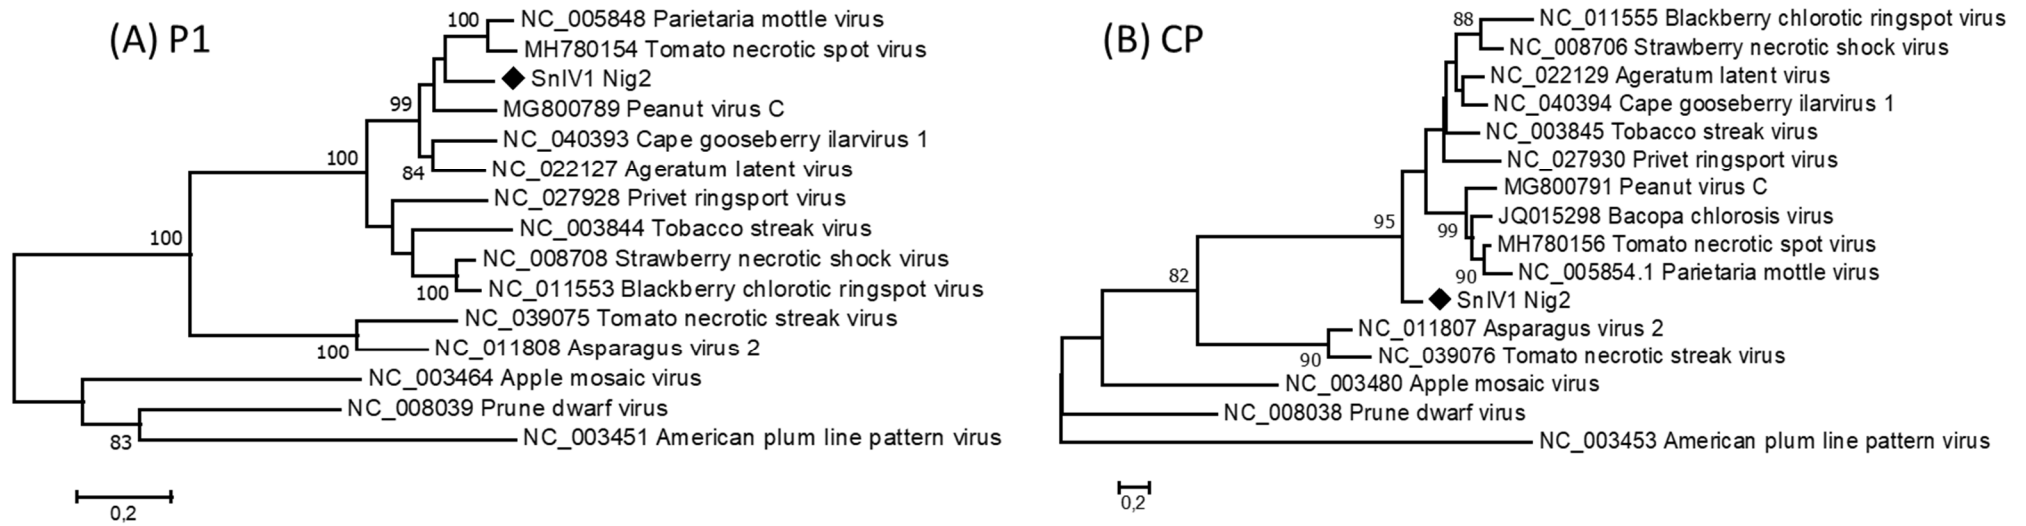 (A) P1
100
NC_005848 Parietaria mottle virus
MH780154 Tomato necrotic spot virus
SnIV1 Nig2
99
MG800789 Peanut virus C
NC_040393 Cape gooseberry ilarvirus 1
100
84
NC_022127 Ageratum latent virus
NC_027928 Privet ringsport virus
NC_003844 Tobacco streak virus
100
NC_008708 Strawberry necrotic shock virus
100
NC_011553 Blackberry chlorotic ringspot virus
NC_039075 Tomato necrotic streak virus
100
NC_011808 Asparagus virus 2
NC_003464 Apple mosaic virus
NC_008039 Prune dwarf virus
83
NC_003451 American plum line pattern virus
0,2
(B) CP
88
NC_011555 Blackberry chlorotic ringspot virus
NC_008706 Strawberry necrotic shock virus
NC_022129 Ageratum latent virus
NC_040394 Cape gooseberry ilarvirus 1
NC_003845 Tobacco streak virus
NC_027930 Privet ringsport virus
MG800791 Peanut virus C
95
JQ015298 Bacopa chlorosis virus
99
MH780156 Tomato necrotic spot virus
90
NC_005854.1 Parietaria mottle virus
82
SnIV1 Nig2
NC_011807 Asparagus virus 2
90
NC_039076 Tomato necrotic streak virus
NC_003480 Apple mosaic virus
NC_008038 Prune dwarf virus
NC_003453 American plum line pattern virus
0,2